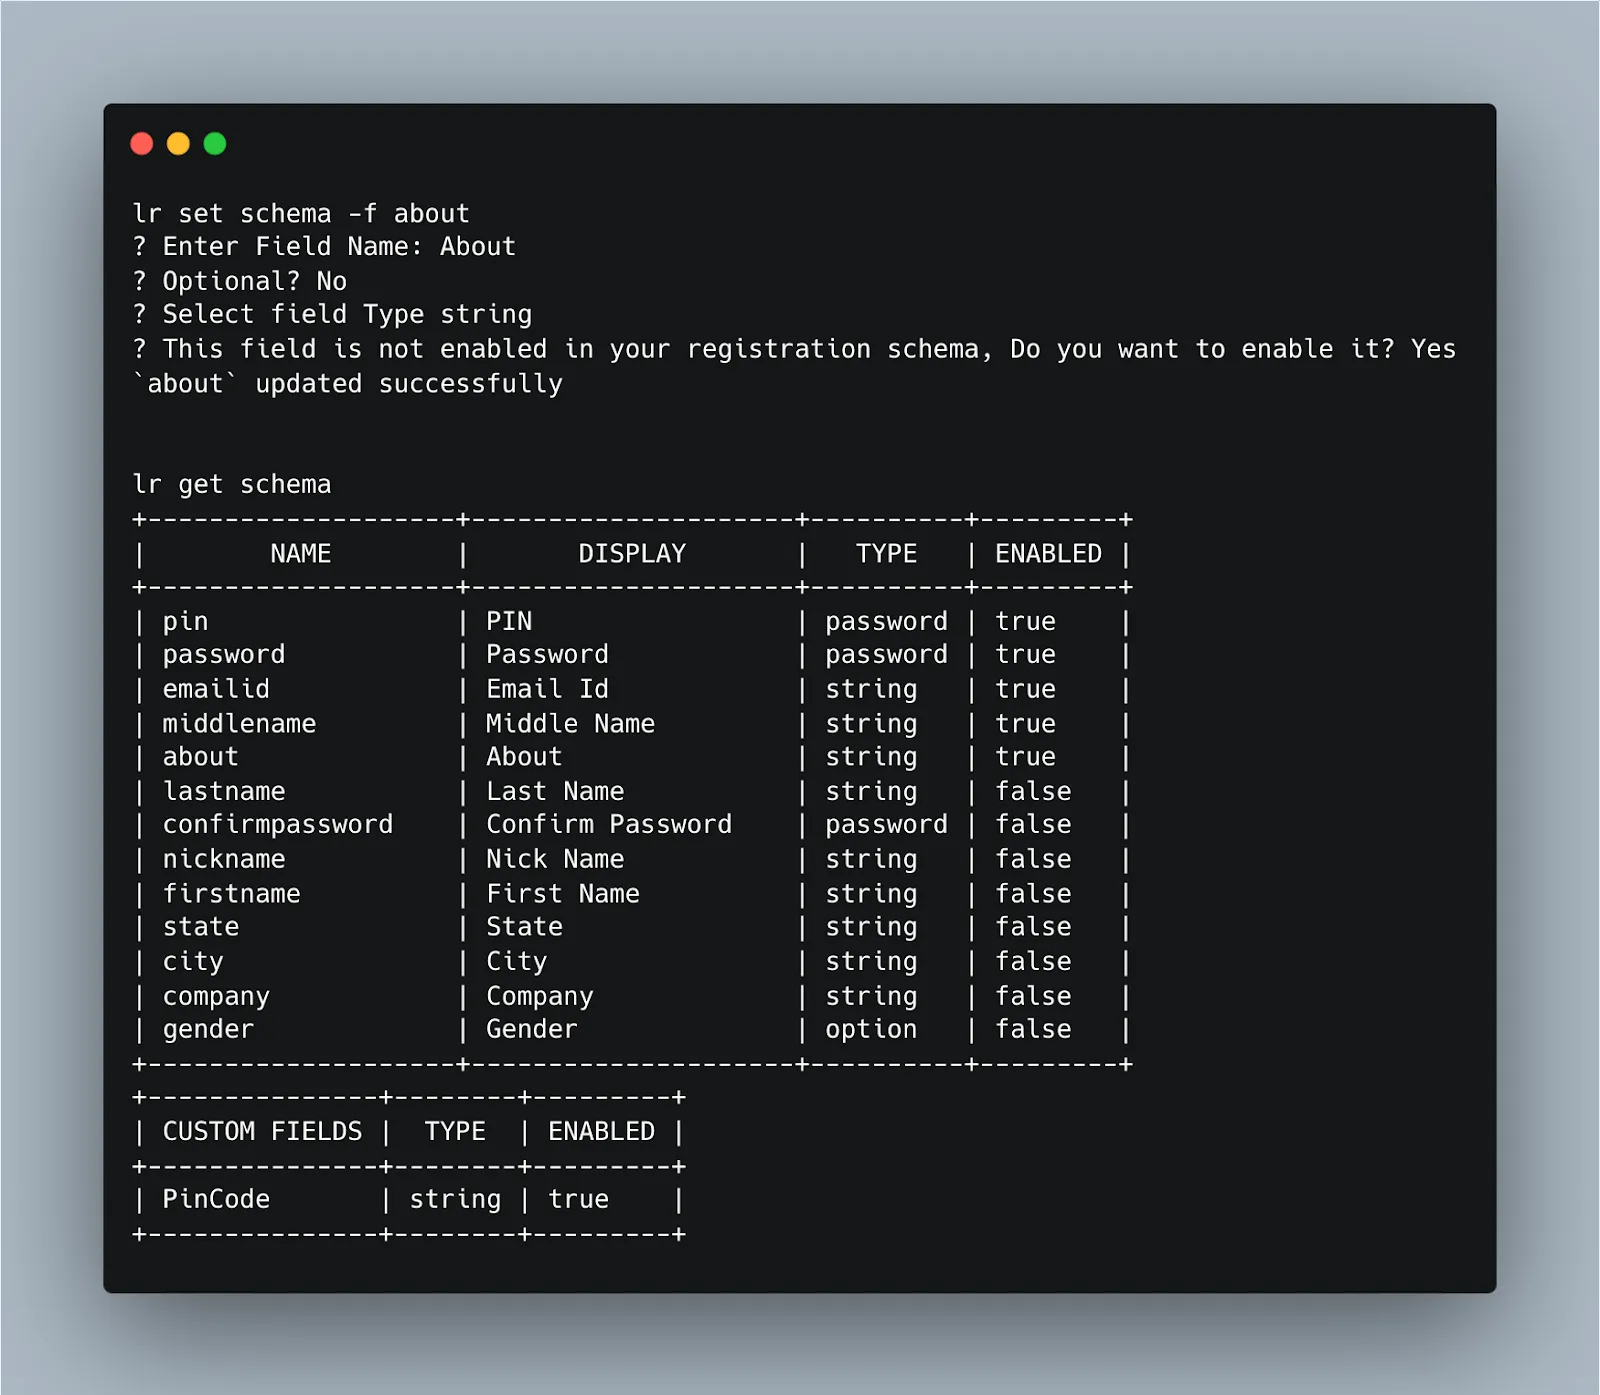 lr set schema -f about
? Enter Field Name: About
? Optional? No
? Select field Type string
? This field is not enabled in your registration schema, Do you want to enable it? Yes
`about` updated successfully
lr get schema
+--------------------+---------------------+----------+---------+
|        NAME        |       DISPLAY       |   TYPE   | ENABLED |
+--------------------+---------------------+----------+---------+
| pin                | PIN                 | password | true    |
| password           | Password            | password | true    |
| emailid            | Email Id            | string   | true    |
| middlename         | Middle Name         | string   | true    |
| about              | About               | string   | true    |
| lastname           | Last Name           | string   | false   |
| confirmpassword    | Confirm Password    | password | false   |
| nickname           | Nick Name           | string   | false   |
| firstname          | First Name          | string   | false   |
| state              | State               | string   | false   |
| city               | City                | string   | false   |
| company            | Company             | string   | false   |
| gender             | Gender              | option   | false   |
+--------------------+---------------------+----------+---------+
+---------------+--------+---------+
| CUSTOM FIELDS |  TYPE  | ENABLED |
+---------------+--------+---------+
| PinCode       | string | true    |
+---------------+--------+---------+